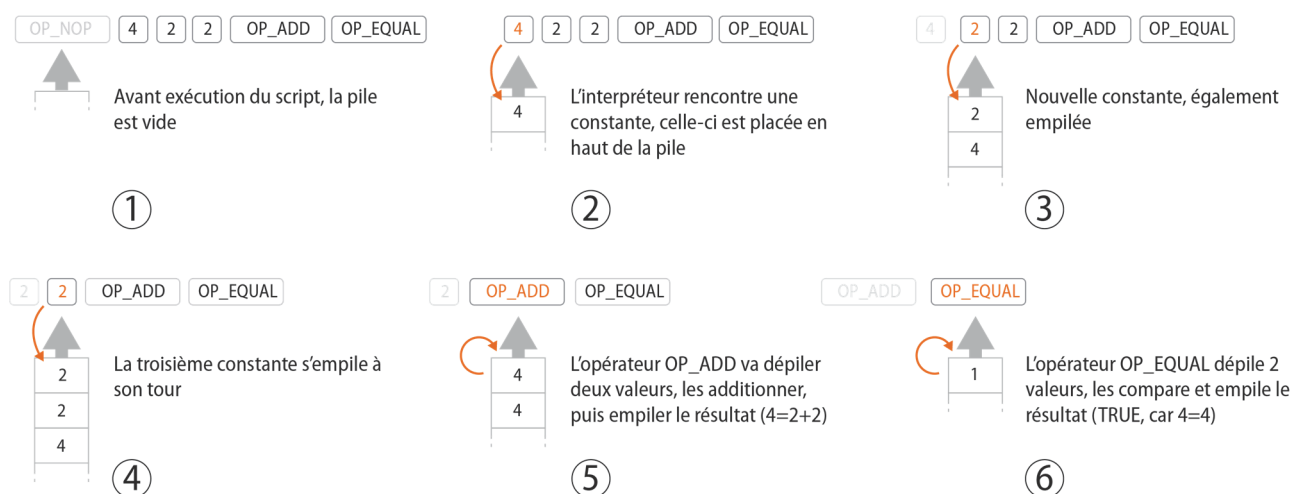 OP_NOP 4 2 2 OP_ADD OP_EQUAL
Avant exécution du script, la pile
est vide
1
4 2 2 OP_ADD OP_EQUAL
4
L'interpréteur rencontre une
constante, celle-ci est placée en
haut de la pile
2
4 2 2 OP_ADD OP_EQUAL
2
4
Nouvelle constante, également
empilée
3
2 2 OP_ADD OP_EQUAL
2
2
4
La troisième constante s'empile à
son tour
4
2 OP_ADD OP_EQUAL
4
4
L'opérateur OP_ADD va dépiler
deux valeurs, les additionner,
puis empiler le résultat (4=2+2)
5
OP_ADD OP_EQUAL
1
L'opérateur OP_EQUAL dépile 2
valeurs, les compare et empile le
résultat (TRUE, car 4=4)
6